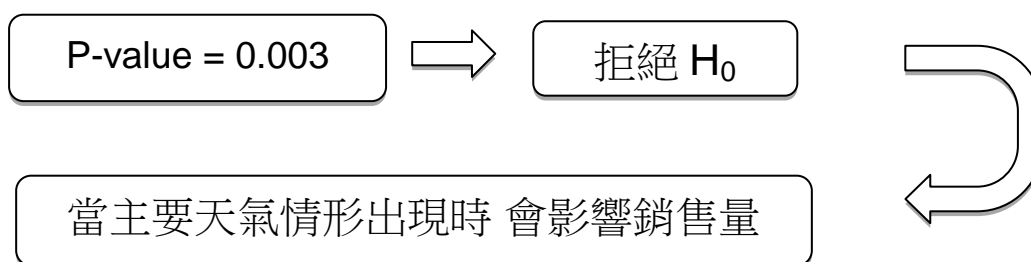 P-value = 0.003
拒絕 H₀
當主要天氣情形出現時 會影響銷售量